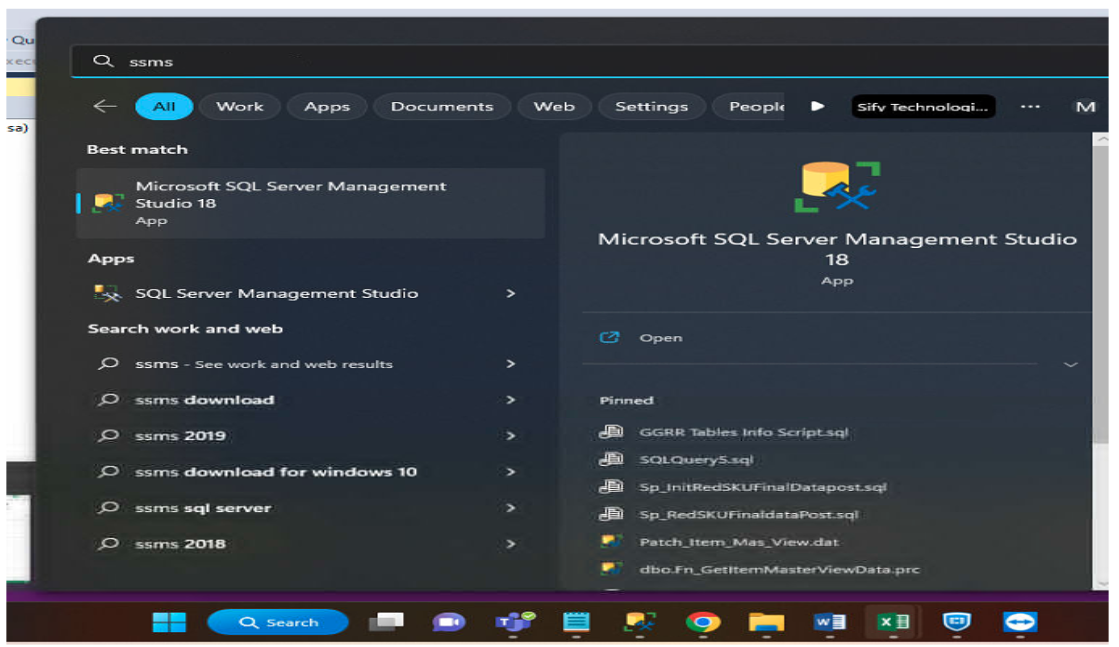 Qu
xec
sa)
ssms
All Work Apps Documents Web Settings People Sify Technologi... ... M
Best match
Microsoft SQL Server Management
Studio 18
App
Apps
SQL Server Management Studio
Search work and web
ssms - See work and web results
ssms download
ssms 2019
ssms download for windows 10
ssms sql server
ssms 2018
Microsoft SQL Server Management Studio
18
App
Open
Pinned
GGRR Tables Info Script.sql
SQLQuery5.sql
Sp_InitRedSKUFinalDatapost.sql
Sp_RedSKUFinaldataPost.sql
Patch_Item_Mas_View.dat
dbo.Fn_GetItemMasterViewData.prc
Search